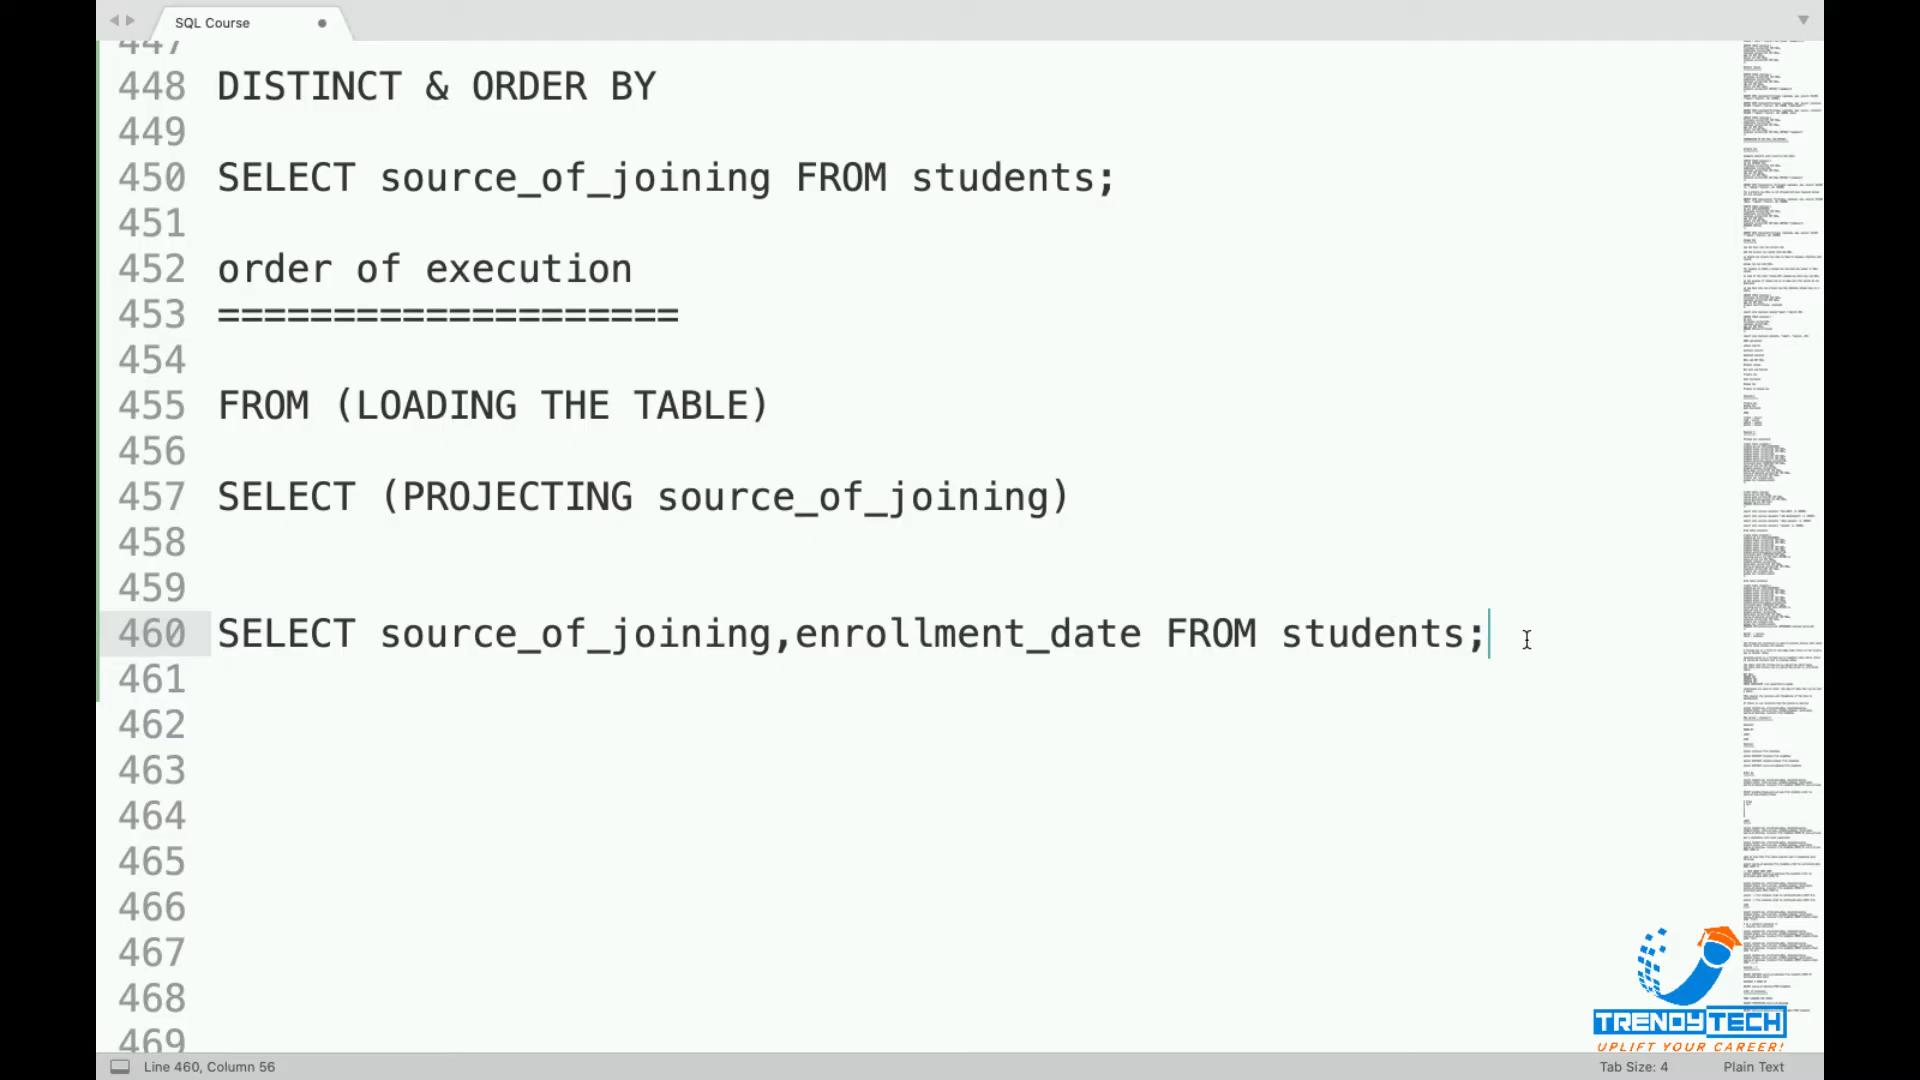 SQL Course
447
448 DISTINCT & ORDER BY
449
450 SELECT source_of_joining FROM students;
451
452 order of execution
453 ====================
454
455 FROM (LOADING THE TABLE)
456
457 SELECT (PROJECTING source_of_joining)
458
459
460 SELECT source_of_joining,enrollment_date FROM students;
461
462
463
464
465
466
467
468
469
TRENDYTECH
UPLIFT YOUR CAREER!
Line 460, Column 56
Tab Size: 4
Plain Text